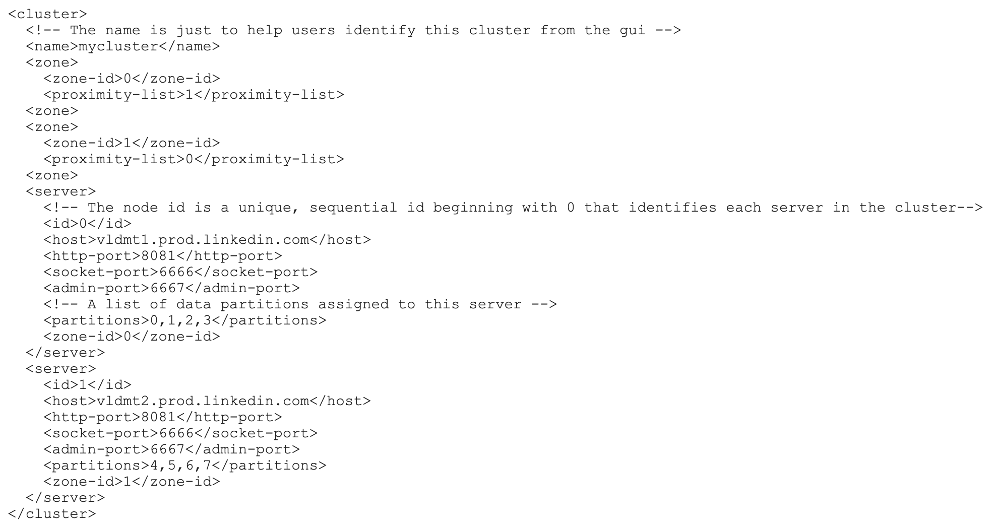 <cluster>
  <!-- The name is just to help users identify this cluster from the gui -->
  <name>mycluster</name>
  <zone>
    <zone-id>0</zone-id>
    <proximity-list>1</proximity-list>
  <zone>
  <zone>
    <zone-id>1</zone-id>
    <proximity-list>0</proximity-list>
  <zone>
  <server>
    <!-- The node id is a unique, sequential id beginning with 0 that identifies each server in the cluster-->
    <id>0</id>
    <host>vldmt1.prod.linkedin.com</host>
    <http-port>8081</http-port>
    <socket-port>6666</socket-port>
    <admin-port>6667</admin-port>
    <!-- A list of data partitions assigned to this server -->
    <partitions>0,1,2,3</partitions>
    <zone-id>0</zone-id>
  </server>
  <server>
    <id>1</id>
    <host>vldmt2.prod.linkedin.com</host>
    <http-port>8081</http-port>
    <socket-port>6666</socket-port>
    <admin-port>6667</admin-port>
    <partitions>4,5,6,7</partitions>
    <zone-id>1</zone-id>
  </server>
</cluster>